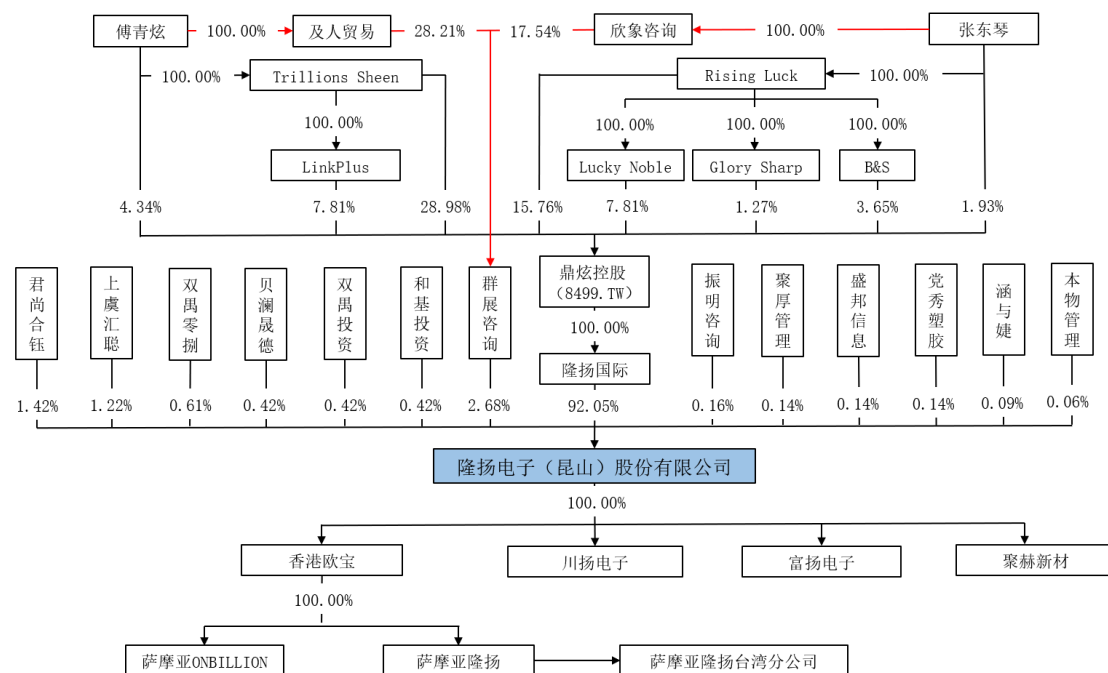 傅青炫
100.00%
及人贸易
28.21%
17.54%
欣象咨询
100.00%
张东琴
100.00%
Trillions Sheen
Rising Luck
100.00%
100.00%
100.00%
100.00%
100.00%
LinkPlus
Lucky Noble
Glory Sharp
B&S
4.34%
7.81%
28.98%
15.76%
7.81%
1.27%
3.65%
1.93%
君尚合钰
上虞汇聪
双禺零捌
贝澜晟德
双禺投资
和基投资
群展咨询
鼎炫控股
（8499.TW）
100.00%
隆扬国际
振明咨询
聚厚管理
盛邦信息
党秀塑胶
涵与婕
本物管理
1.42%
1.22%
0.61%
0.42%
0.42%
0.42%
2.68%
92.05%
0.16%
0.14%
0.14%
0.14%
0.09%
0.06%
隆扬电子（昆山）股份有限公司
100.00%
香港欧宝
川扬电子
富扬电子
聚赫新材
100.00%
萨摩亚ONBILLION
萨摩亚隆扬
萨摩亚隆扬台湾分公司